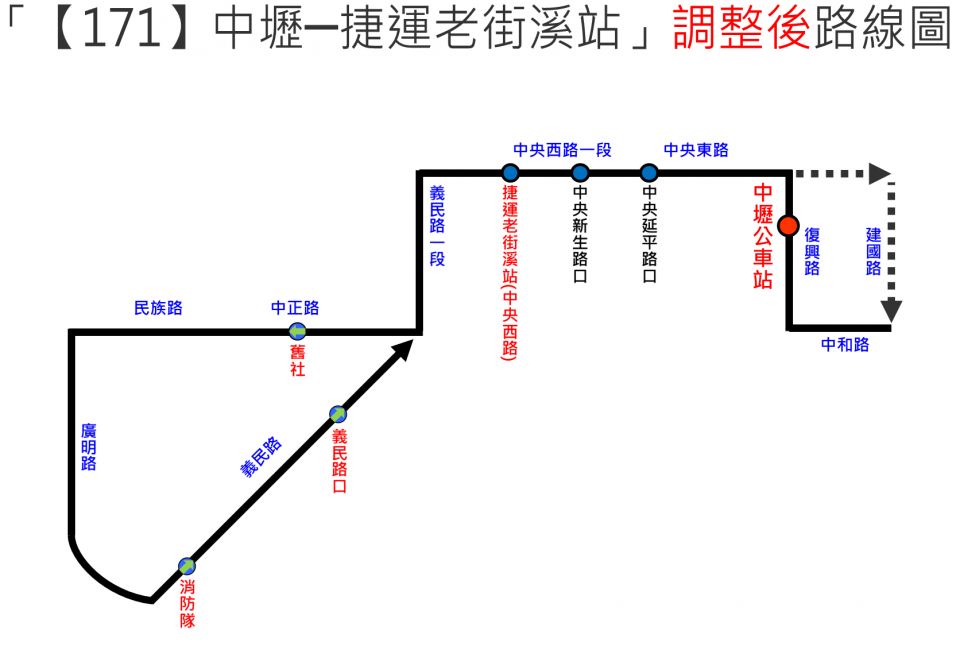 「【171】中壢─捷運老街溪站」調整後路線圖
中央西路一段
中央東路
義民路一段
捷運老街溪站(中央西路)
中央新生路口
中央延平路口
中壢公車站
復興路
建國路
民族路
中正路
舊社
中和路
廣明路
義民路
義民路口
消防隊